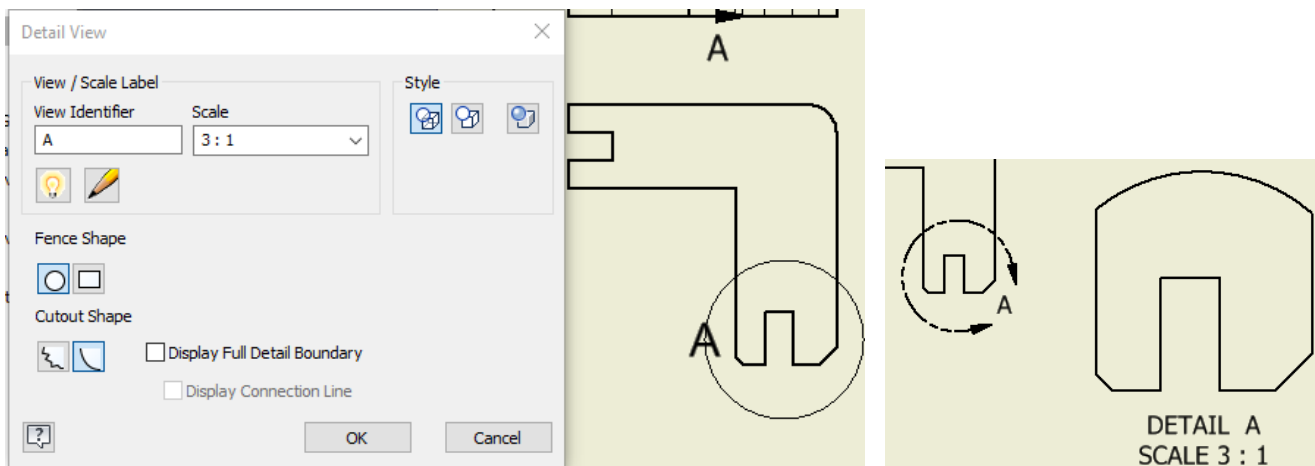 Detail View
View / Scale Label
View Identifier
Scale
A
3 : 1
Style
Fence Shape
Cutout Shape
Display Full Detail Boundary
Display Connection Line
OK
Cancel
A
A
A
DETAIL A
SCALE 3 : 1